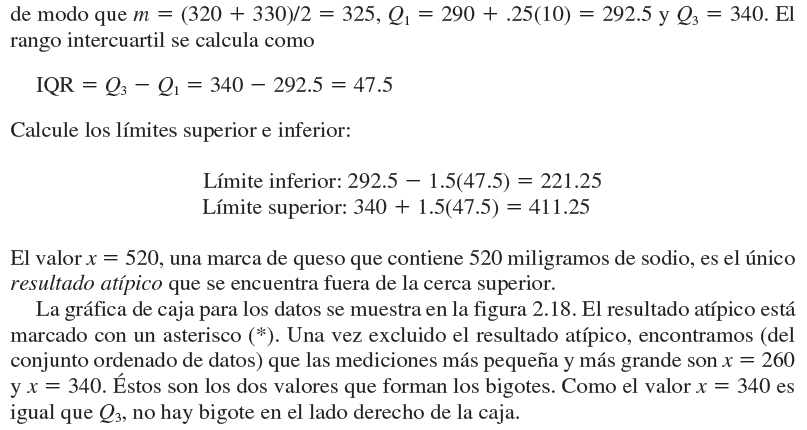 de modo que m = (320 + 330)/2 = 325, Q₁ = 290 + .25(10) = 292.5 y Q₃ = 340. El
rango intercuartil se calcula como
IQR = Q₃ − Q₁ = 340 − 292.5 = 47.5
Calcule los límites superior e inferior:
Límite inferior: 292.5 − 1.5(47.5) = 221.25
Límite superior: 340 + 1.5(47.5) = 411.25
El valor x = 520, una marca de queso que contiene 520 miligramos de sodio, es el único
resultado atípico que se encuentra fuera de la cerca superior.
La gráfica de caja para los datos se muestra en la figura 2.18. El resultado atípico está
marcado con un asterisco (*). Una vez excluido el resultado atípico, encontramos (del
conjunto ordenado de datos) que las mediciones más pequeña y más grande son x = 260
y x = 340. Éstos son los dos valores que forman los bigotes. Como el valor x = 340 es
igual que Q₃, no hay bigote en el lado derecho de la caja.